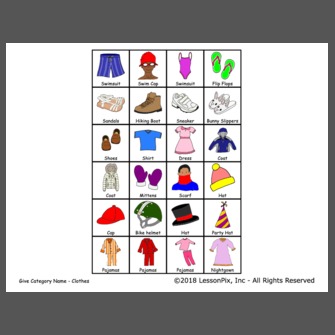 Swimsuit Swim Cap Swimsuit Flip Flops
Sandals Hiking Boot Sneaker Bunny Slippers
Shoes Shirt Dress Coat
Coat Mittens Scarf Hat
Cap Bike helmet Hat Party Hat
Pajamas Pajamas Pajamas Nightgown
Give Category Name - Clothes
©2018 LessonPix, Inc - All Rights Reserved